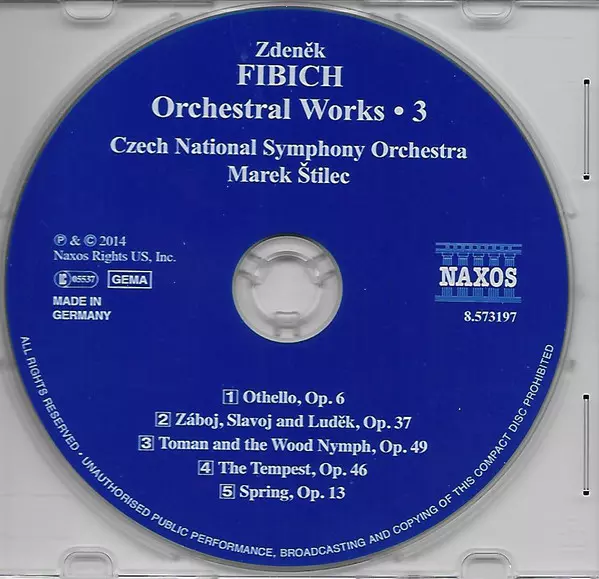 Zdeněk
FIBICH
Orchestral Works • 3
Czech National Symphony Orchestra
Marek Štilec
℗ & © 2014
Naxos Rights US, Inc.
LC 05537 GEMA
MADE IN
GERMANY
NAXOS
8.573197
1 Othello, Op. 6
2 Záboj, Slavoj and Luděk, Op. 37
3 Toman and the Wood Nymph, Op. 49
4 The Tempest, Op. 46
5 Spring, Op. 13
ALL RIGHTS RESERVED • UNAUTHORISED PUBLIC PERFORMANCE, BROADCASTING AND COPYING OF THIS COMPACT DISC PROHIBITED